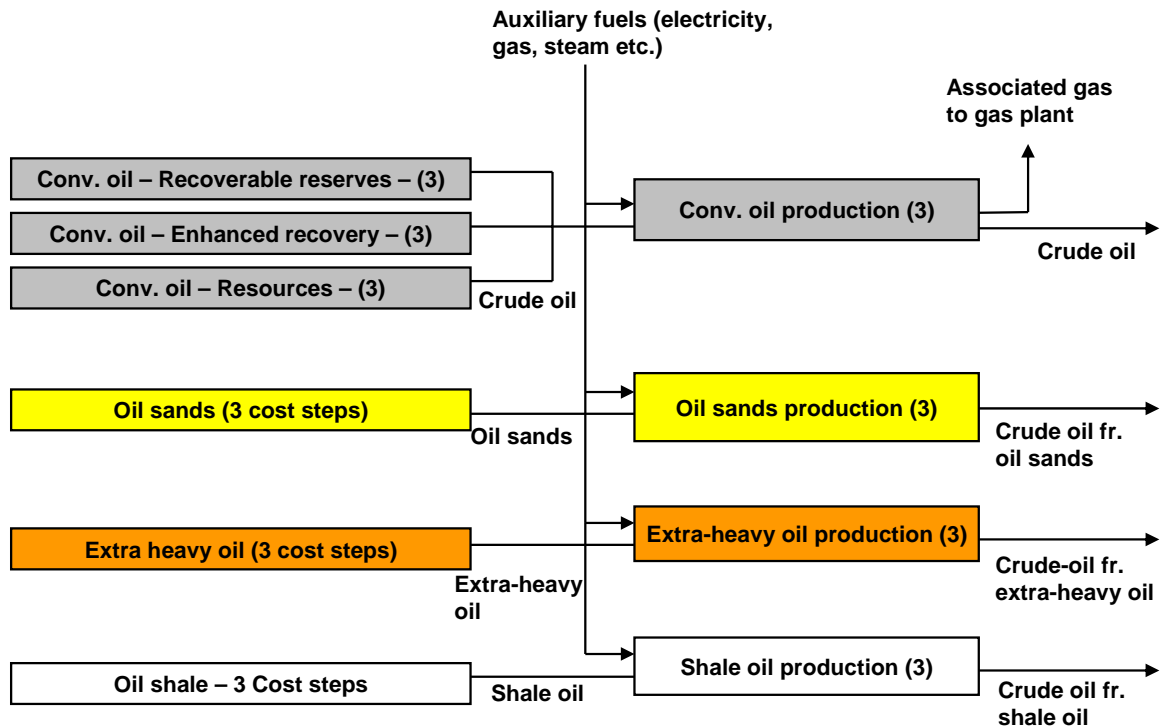 Auxiliary fuels (electricity,
gas, steam etc.)
Associated gas
to gas plant
Conv. oil – Recoverable reserves – (3)
Conv. oil – Enhanced recovery – (3)
Conv. oil – Resources – (3)
Crude oil
Conv. oil production (3)
Crude oil
Oil sands (3 cost steps)
Oil sands
Oil sands production (3)
Crude oil fr.
oil sands
Extra heavy oil (3 cost steps)
Extra-heavy
oil
Extra-heavy oil production (3)
Crude-oil fr.
extra-heavy oil
Oil shale – 3 Cost steps
Shale oil
Shale oil production (3)
Crude oil fr.
shale oil